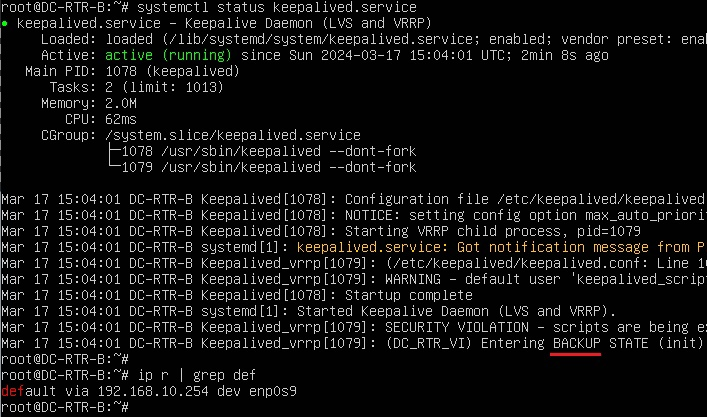 root@DC-RTR-B:~# systemctl status keepalived.service
● keepalived.service – Keepalive Daemon (LVS and VRRP)
Loaded: loaded (/lib/systemd/system/keepalived.service; enabled; vendor preset: ena
Active: active (running) since Sun 2024-03-17 15:04:01 UTC; 2min 8s ago
Main PID: 1078 (keepalived)
Tasks: 2 (limit: 1013)
Memory: 2.0M
CPU: 62ms
CGroup: /system.slice/keepalived.service
├─1078 /usr/sbin/keepalived --dont-fork
└─1079 /usr/sbin/keepalived --dont-fork
Mar 17 15:04:01 DC-RTR-B Keepalived[1078]: Configuration file /etc/keepalived/keepalived
Mar 17 15:04:01 DC-RTR-B Keepalived[1078]: NOTICE: setting config option max_auto_priorit
Mar 17 15:04:01 DC-RTR-B Keepalived[1078]: Starting VRRP child process, pid=1079
Mar 17 15:04:01 DC-RTR-B systemd[1]: keepalived.service: Got notification message from P
Mar 17 15:04:01 DC-RTR-B Keepalived_vrrp[1079]: (/etc/keepalived/keepalived.conf: Line 10
Mar 17 15:04:01 DC-RTR-B Keepalived_vrrp[1079]: WARNING – default user 'keepalived_script
Mar 17 15:04:01 DC-RTR-B Keepalived[1078]: Startup complete
Mar 17 15:04:01 DC-RTR-B systemd[1]: Started Keepalive Daemon (LVS and VRRP).
Mar 17 15:04:01 DC-RTR-B Keepalived_vrrp[1079]: SECURITY VIOLATION – scripts are being ex
Mar 17 15:04:01 DC-RTR-B Keepalived_vrrp[1079]: (DC_RTR_VI) Entering BACKUP STATE (init)
root@DC-RTR-B:~#
root@DC-RTR-B:~# ip r | grep def
default via 192.168.10.254 dev enp0s9
root@DC-RTR-B:~#